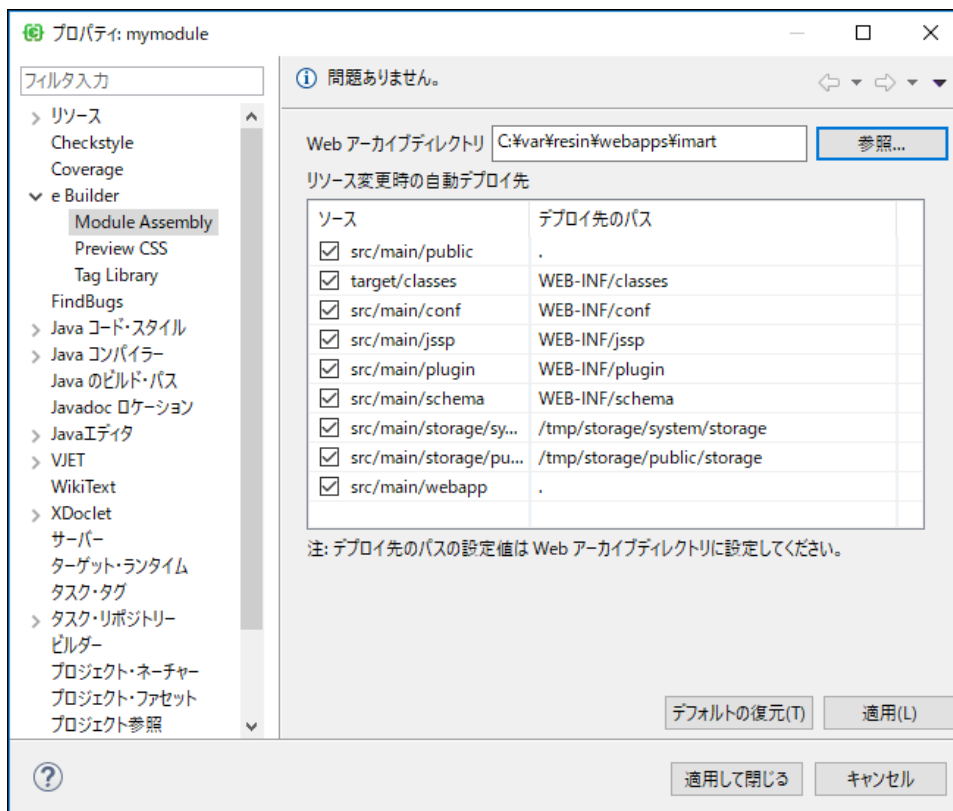 プロパティ: mymodule
フィルタ入力
問題ありません。
リソース
Checkstyle
Coverage
e Builder
Module Assembly
Preview CSS
Tag Library
FindBugs
Java コード・スタイル
Java コンパイラー
Java のビルド・パス
Javadoc ロケーション
Javaエディタ
VJET
WikiText
XDoclet
サーバー
ターゲット・ランタイム
タスク・タグ
タスク・リポジトリー
ビルダー
プロジェクト・ネーチャー
プロジェクト・ファセット
プロジェクト参照
Web アーカイブディレクトリ C:¥var¥resin¥webapps¥imart 参照...
リソース変更時の自動デプロイ先
ソース デプロイ先のパス
src/main/public .
target/classes WEB-INF/classes
src/main/conf WEB-INF/conf
src/main/jssp WEB-INF/jssp
src/main/plugin WEB-INF/plugin
src/main/schema WEB-INF/schema
src/main/storage/sy... /tmp/storage/system/storage
src/main/storage/pu... /tmp/storage/public/storage
src/main/webapp .
注: デプロイ先のパスの設定値は Web アーカイブディレクトリに設定してください。
デフォルトの復元(T) 適用(L)
適用して閉じる キャンセル